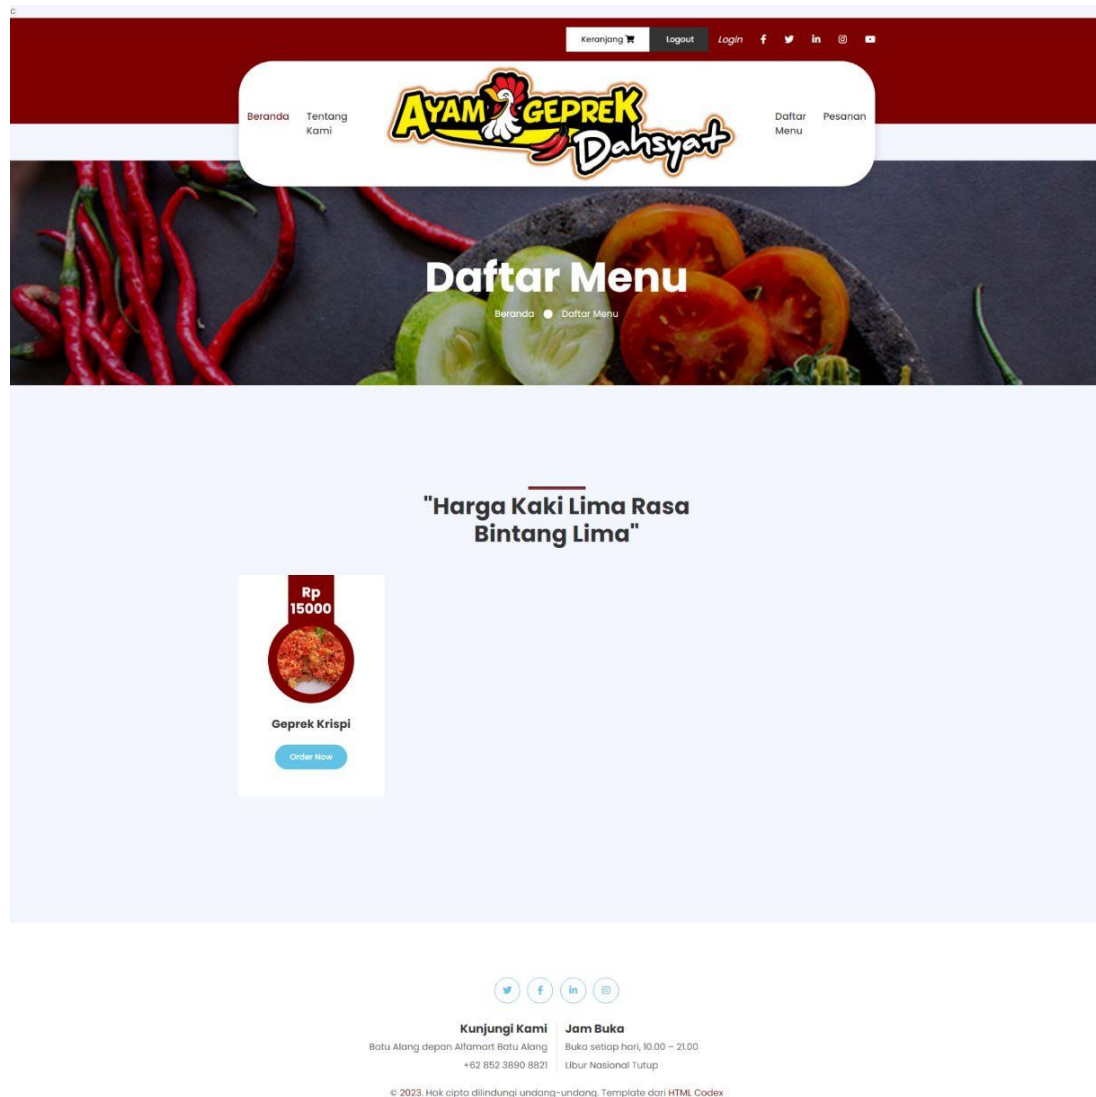 c
Keranjang Logout Login
Beranda
Tentang
Kami
AYAM GEPREK
Dahsyat
Daftar
Menu
Pesanan
Daftar Menu
Beranda Daftar Menu
"Harga Kaki Lima Rasa
Bintang Lima"
Rp
15000
Geprek Krispi
Order Now
Kunjungi Kami
Batu Alang depan Alfamart Batu Alang
+62 852 3890 8821
Jam Buka
Buka setiap hari, 10.00 – 21.00
Libur Nasional Tutup
© 2023. Hak cipta dilindungi undang-undang. Template dari HTML Codex